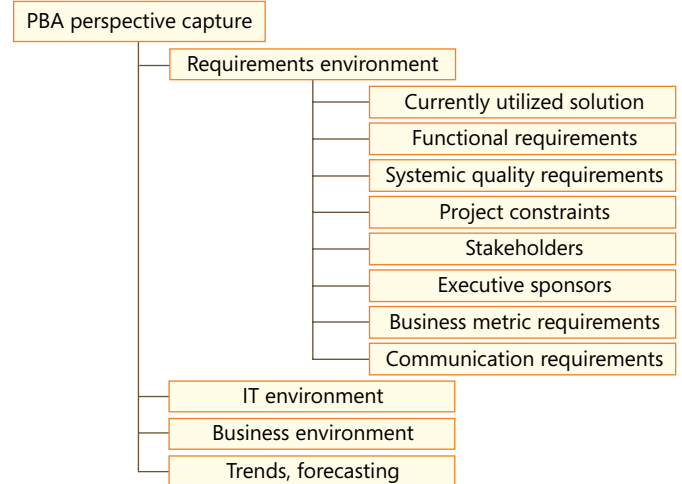 PBA perspective capture
Requirements environment
Currently utilized solution
Functional requirements
Systemic quality requirements
Project constraints
Stakeholders
Executive sponsors
Business metric requirements
Communication requirements
IT environment
Business environment
Trends, forecasting